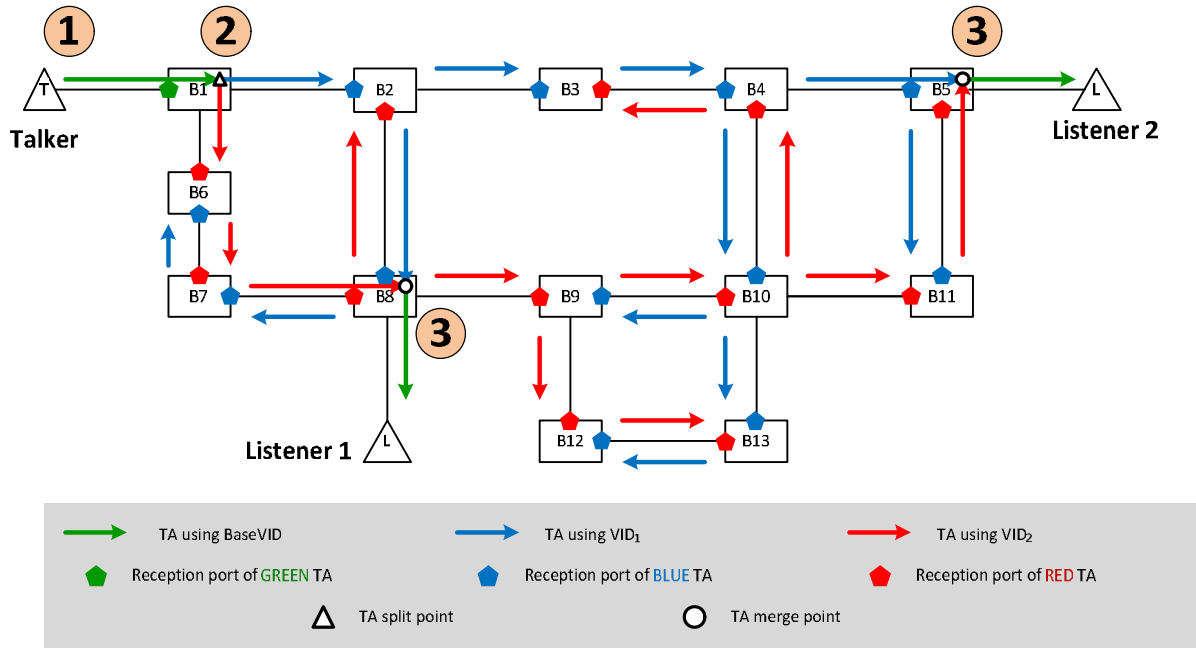 1
2
3
T
B1
B2
B3
B4
B5
L
Talker
Listener 2
B6
B7
B8
B9
B10
B11
3
Listener 1
L
B12
B13
TA using BaseVID
TA using VID₁
TA using VID₂
Reception port of GREEN TA
Reception port of BLUE TA
Reception port of RED TA
TA split point
TA merge point